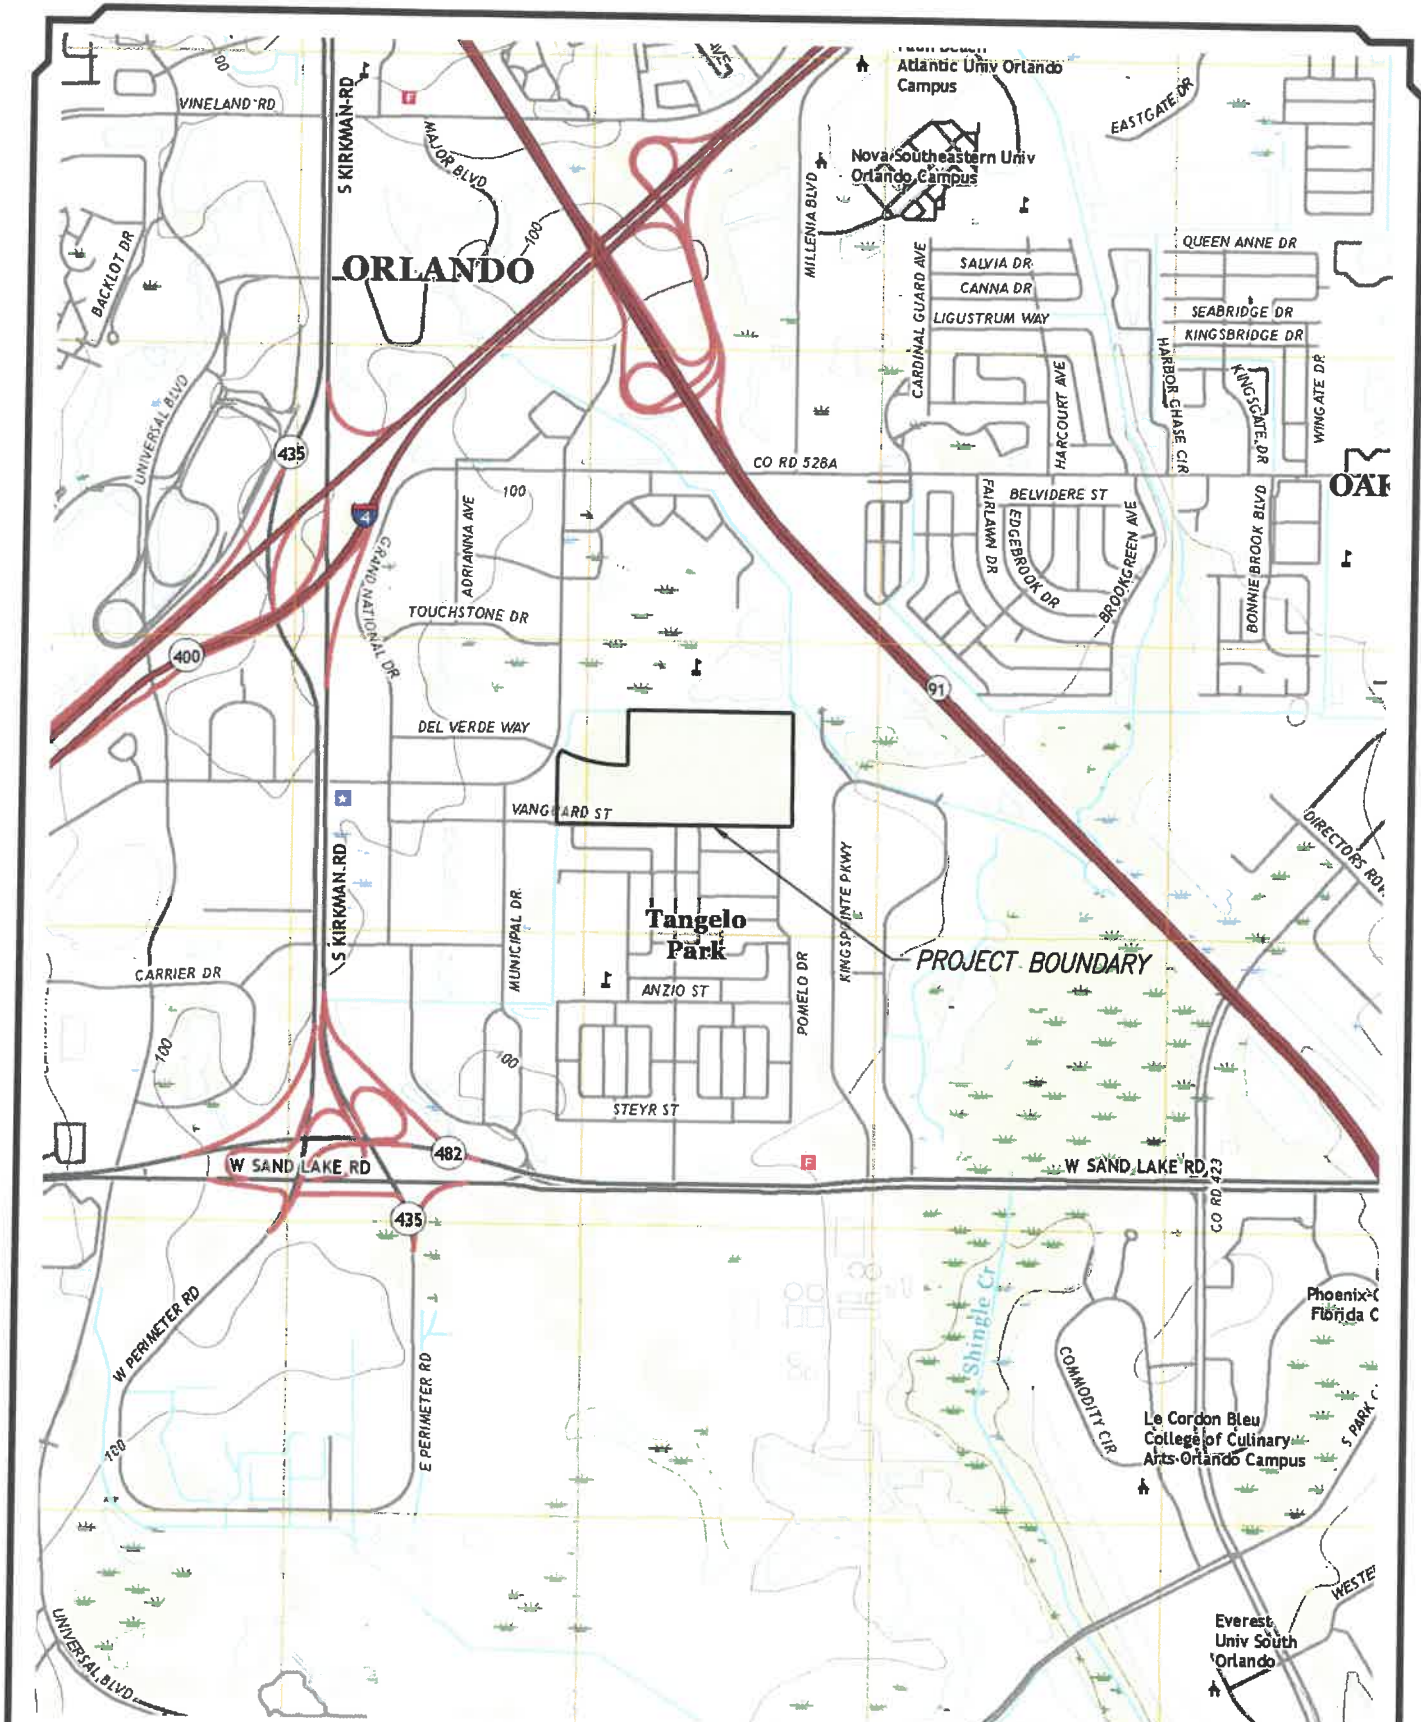 Atlantic Univ Orlando
Campus
VINELAND RD
S KIRKMAN RD
MAJOR BLVD
EASTGATE DR
Nova Southeastern Univ
Orlando Campus
MILLENIA BLVD
100
BACKLOT DR
ORLANDO
100
CARDINAL GUARD AVE
SALVIA DR
CANNA DR
LIGUSTRUM WAY
QUEEN ANNE DR
SEABRIDGE DR
KINGSBRIDGE DR
HARBOR CHASE CIR
KINGSGATE DR
WINGATE DR
HARCOURT AVE
UNIVERSAL BLVD
435
CO RD 526A
OAK
100
4
ADRIANNA AVE
GRAND NATIONAL DR
TOUCHSTONE DR
FAIRLAWN DR
BELVIDERE ST
EDGEBROOK DR
BROOKGREEN AVE
BONNIE BROOK BLVD
400
91
DEL VERDE WAY
VANGUARD ST
DIRECTORS ROW
S KIRKMAN RD
MUNICIPAL DR
Tangelo
Park
KINGSPOINTE PKWY
PROJECT BOUNDARY
POMELO DR
CARRIER DR
ANZIO ST
100
100
STEYR ST
482
W SAND LAKE RD
F
W SAND LAKE RD
CO RD 423
435
W PERIMETER RD
E PERIMETER RD
Shingle Cr
Phoenix-
Florida C
COMMODITY CIR
Le Cordon Bleu
College of Culinary
Arts-Orlando Campus
S PARK C
100
WESTE
Everest
Univ South
Orlando
UNIVERSAL BLVD
F